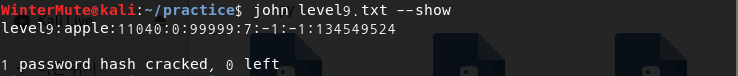 WinterMute@kali:~/practice$ john level9.txt --show
level9:apple:11040:0:99999:7:-1:-1:134549524
1 password hash cracked, 0 left